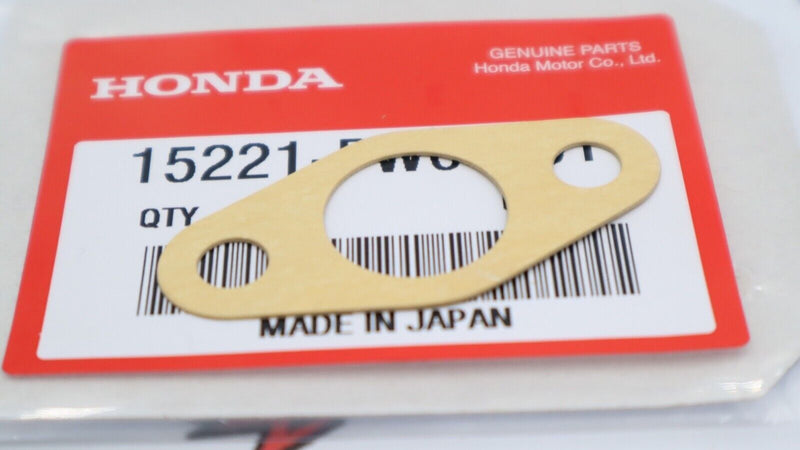 HONDA
GENUINE PARTS
Honda Motor Co., Ltd.
15221-
QTY
MADE IN JAPAN